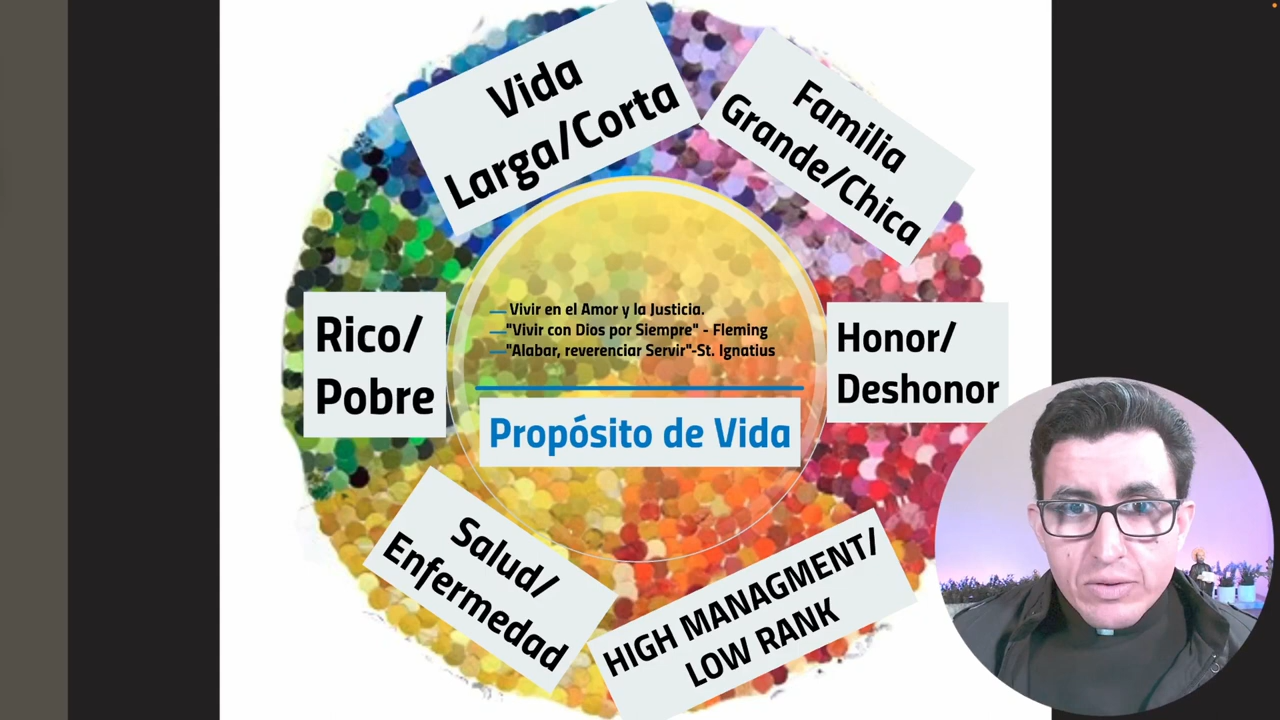 Vida
Larga/Corta
Familia
Grande/Chica
Rico/
Pobre
Vivir en el Amor y la Justicia.
"Vivir con Dios por Siempre" - Fleming
"Alabar, reverenciar Servir"-St. Ignatius
Propósito de Vida
Honor/
Deshonor
Salud/
Enfermedad
HIGH MANAGMENT/
LOW RANK